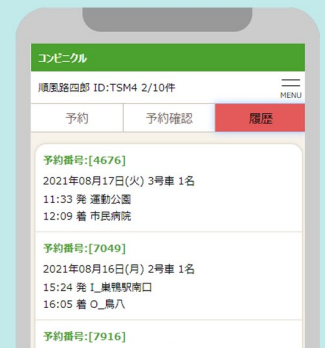 コンビニクル
順風路四郎 ID:TSM4 2/10件
MENU
予約 予約確認 履歴
予約番号:[4676]
2021年08月17日(火) 3号車 1名
11:33 発 運動公園
12:09 着 市民病院
予約番号:[7049]
2021年08月16日(月) 2号車 1名
15:24 発 I_巣鴨駅南口
16:05 着 O_鳥八
予約番号:[7916]